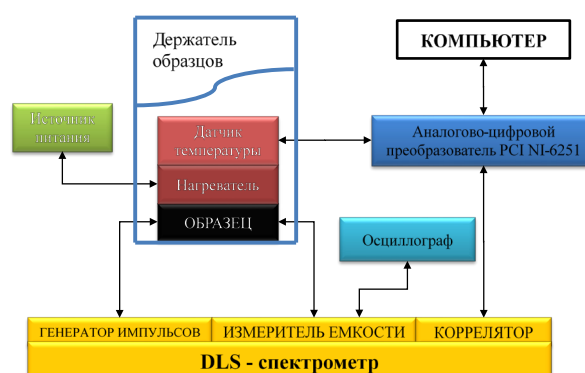 Держатель
образцов
КОМПЬЮТЕР
Источник
питания
Датчик
температуры
Аналогово-цифровой
преобразователь PCI NI-6251
Нагреватель
ОБРАЗЕЦ
Осциллограф
ГЕНЕРАТОР ИМПУЛЬСОВ
ИЗМЕРИТЕЛЬ ЕМКОСТИ
КОРРЕЛЯТОР
DLS - спектрометр